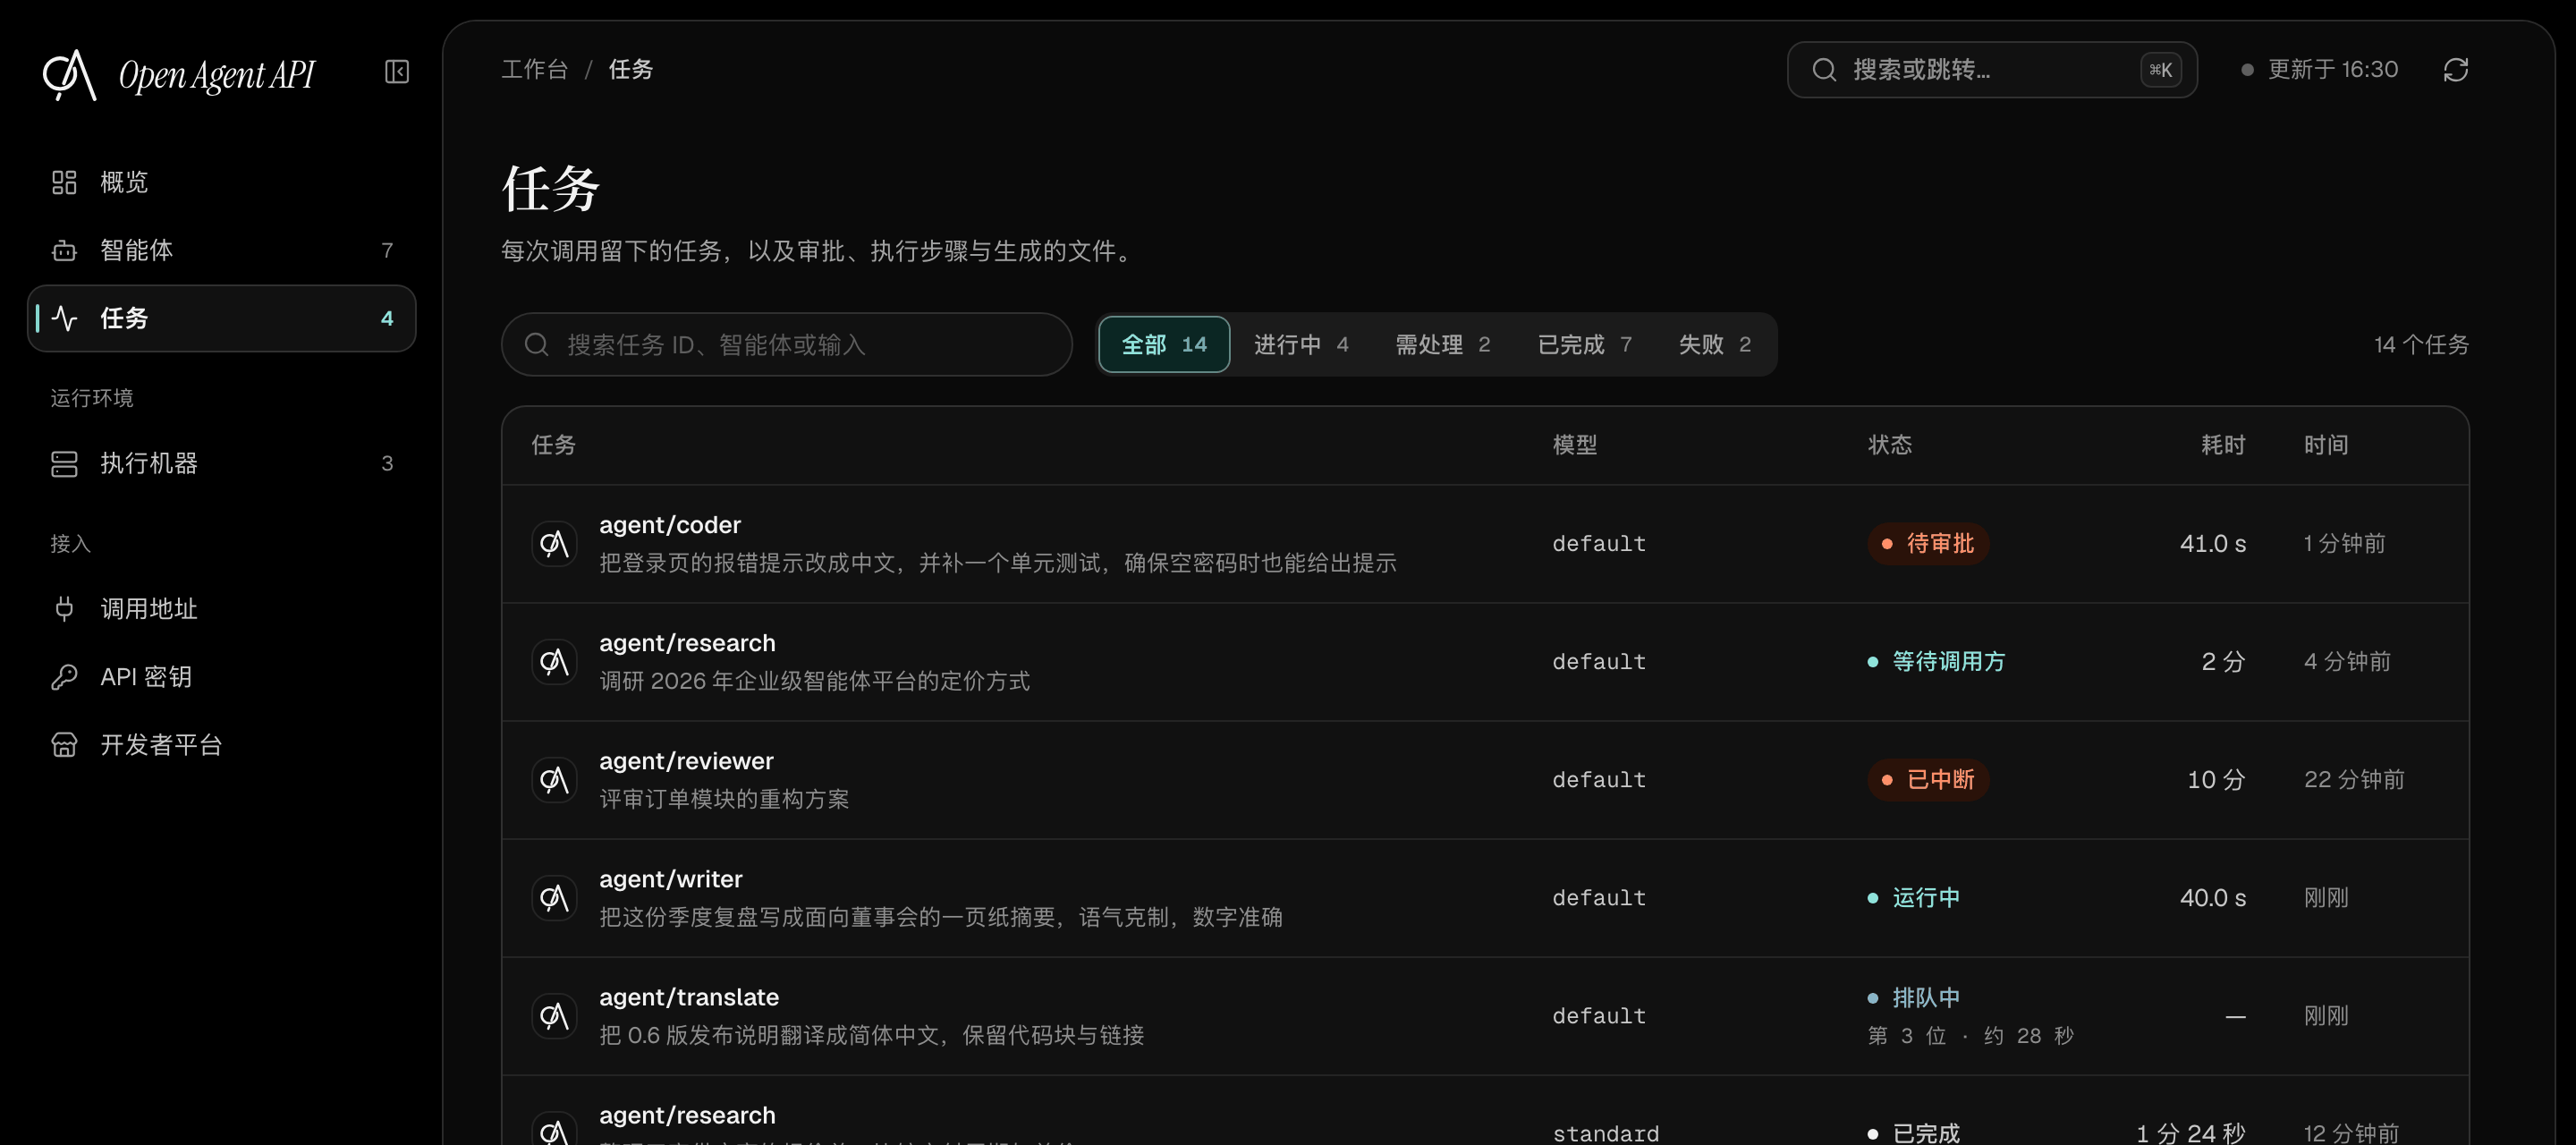 Open Agent API
概览
智能体 7
任务 4
运行环境
执行机器 3
接入
调用地址
API 密钥
开发者平台
工作台 / 任务
搜索或跳转... ⌘K
更新于 16:30
任务
每次调用留下的任务，以及审批、执行步骤与生成的文件。
搜索任务 ID、智能体或输入
全部 14 进行中 4 需处理 2 已完成 7 失败 2
14 个任务
任务 模型 状态 耗时 时间
agent/coder
把登录页的报错提示改成中文，并补一个单元测试，确保空密码时也能给出提示
default 待审批 41.0 s 1 分钟前
agent/research
调研 2026 年企业级智能体平台的定价方式
default 等待调用方 2 分 4 分钟前
agent/reviewer
评审订单模块的重构方案
default 已中断 10 分 22 分钟前
agent/writer
把这份季度复盘写成面向董事会的一页纸摘要，语气克制，数字准确
default 运行中 40.0 s 刚刚
agent/translate
把 0.6 版发布说明翻译成简体中文，保留代码块与链接
default 排队中 — 刚刚
第 3 位 · 约 28 秒
agent/research
standard 已完成 1 分 24 秒 12 分钟前